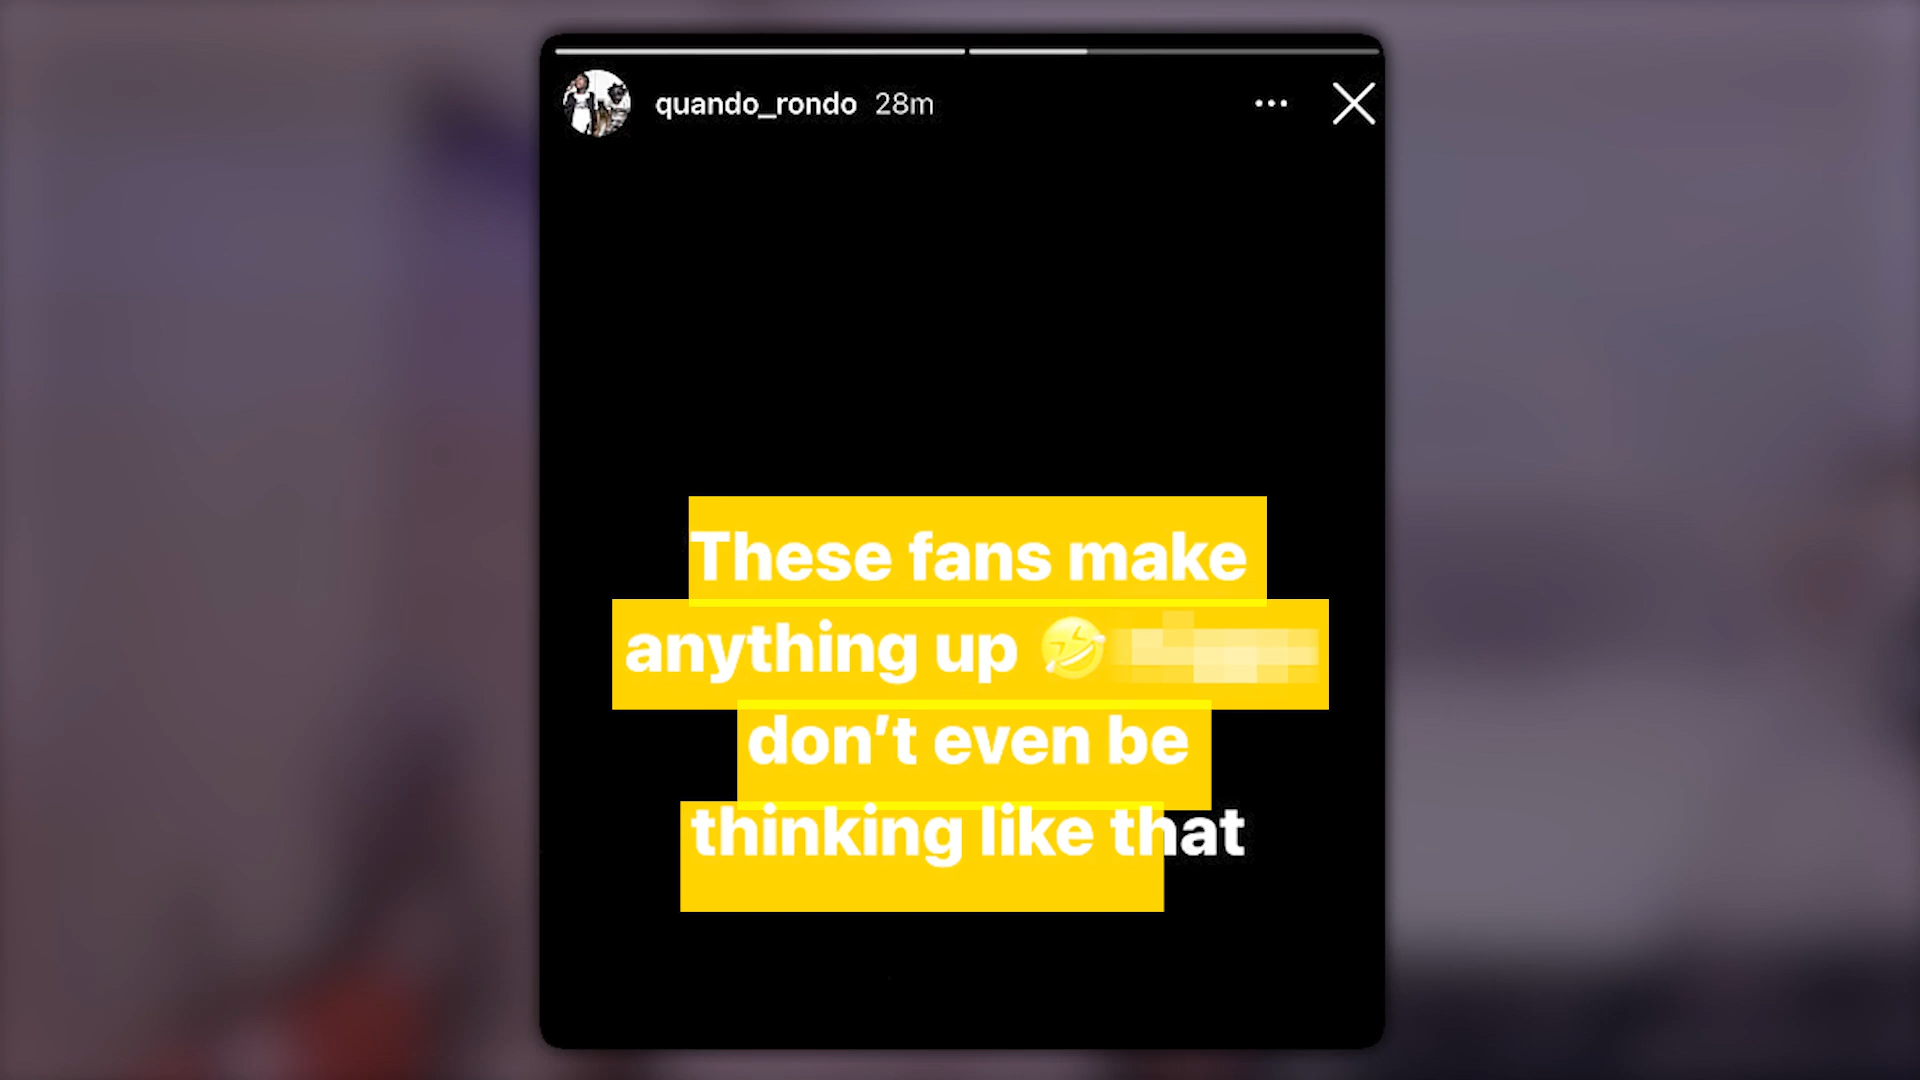 quando_rondo 28m
These fans make
anything up 🤣
don't even be
thinking like that